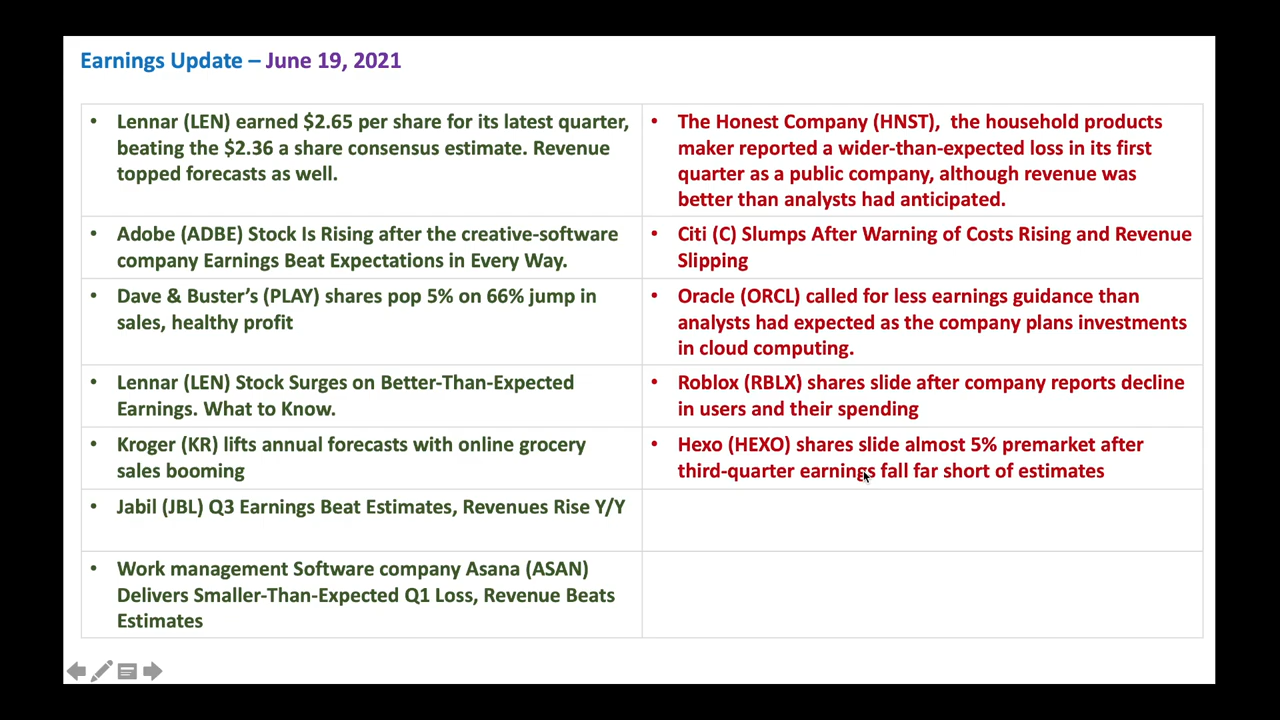 Earnings Update – June 19, 2021
• Lennar (LEN) earned $2.65 per share for its latest quarter,
beating the $2.36 a share consensus estimate. Revenue
topped forecasts as well.
• The Honest Company (HNST),  the household products
maker reported a wider-than-expected loss in its first
quarter as a public company, although revenue was
better than analysts had anticipated.
• Adobe (ADBE) Stock Is Rising after the creative-software
company Earnings Beat Expectations in Every Way.
• Citi (C) Slumps After Warning of Costs Rising and Revenue
Slipping
• Dave & Buster’s (PLAY) shares pop 5% on 66% jump in
sales, healthy profit
• Oracle (ORCL) called for less earnings guidance than
analysts had expected as the company plans investments
in cloud computing.
• Lennar (LEN) Stock Surges on Better-Than-Expected
Earnings. What to Know.
• Roblox (RBLX) shares slide after company reports decline
in users and their spending
• Kroger (KR) lifts annual forecasts with online grocery
sales booming
• Hexo (HEXO) shares slide almost 5% premarket after
third-quarter earnings fall far short of estimates
• Jabil (JBL) Q3 Earnings Beat Estimates, Revenues Rise Y/Y
• Work management Software company Asana (ASAN)
Delivers Smaller-Than-Expected Q1 Loss, Revenue Beats
Estimates